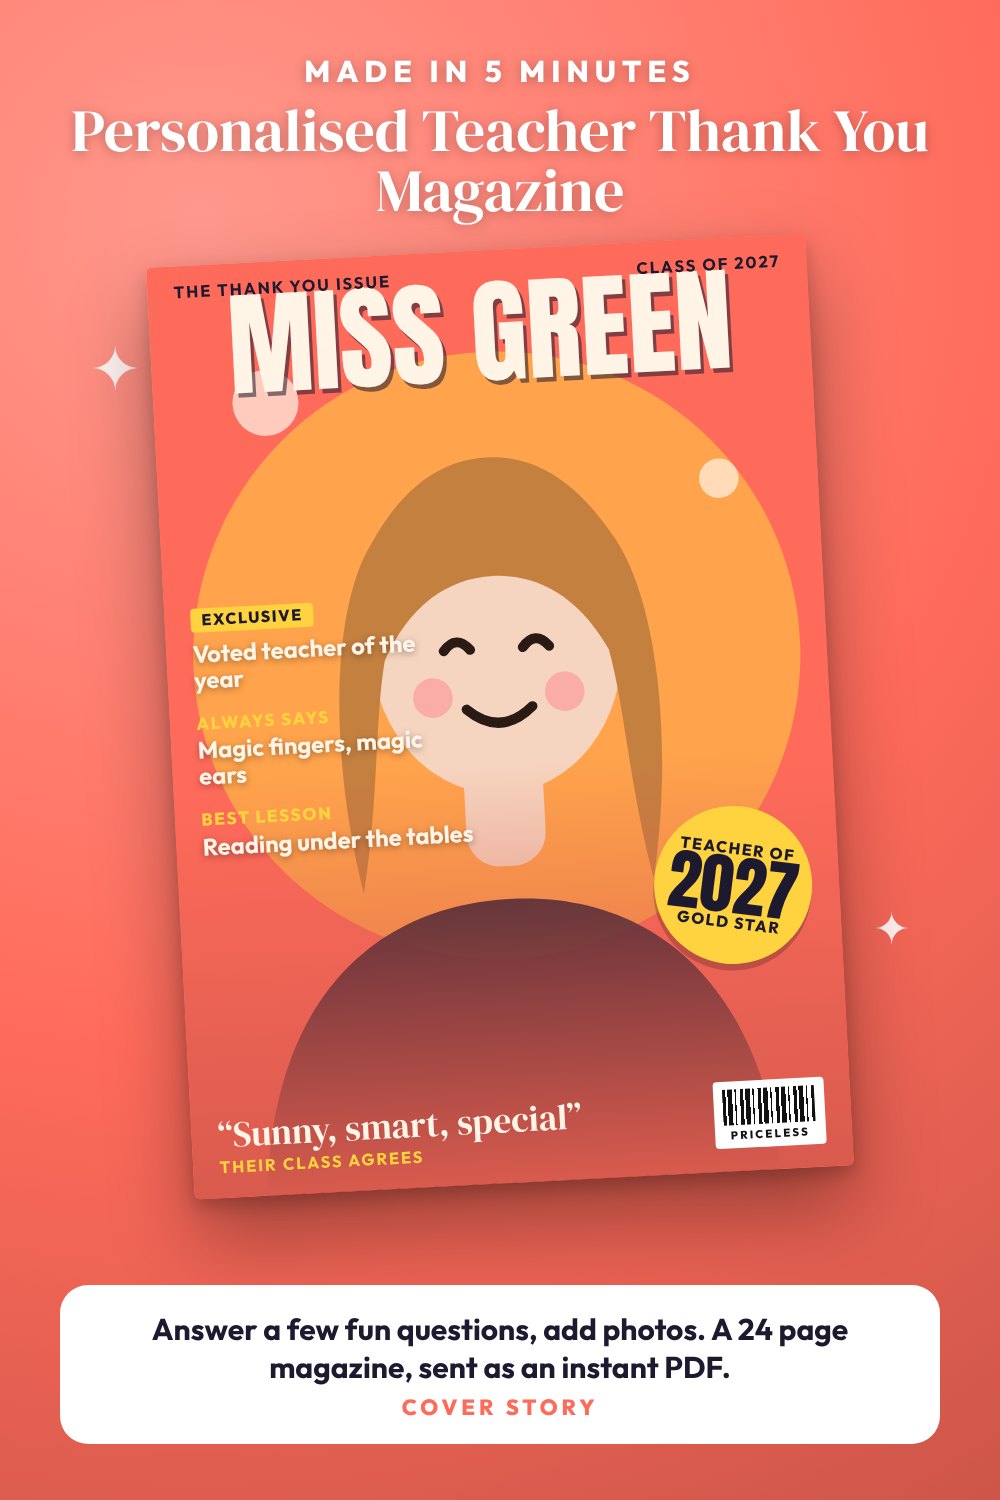 MADE IN 5 MINUTES
Personalised Teacher Thank You
Magazine
THE THANK YOU ISSUE
CLASS OF 2027
MISS GREEN
EXCLUSIVE
Voted teacher of the
year
ALWAYS SAYS
Magic fingers, magic
ears
BEST LESSON
Reading under the tables
TEACHER OF
2027
GOLD STAR
“Sunny, smart, special”
THEIR CLASS AGREES
PRICELESS
Answer a few fun questions, add photos. A 24 page
magazine, sent as an instant PDF.
COVER STORY